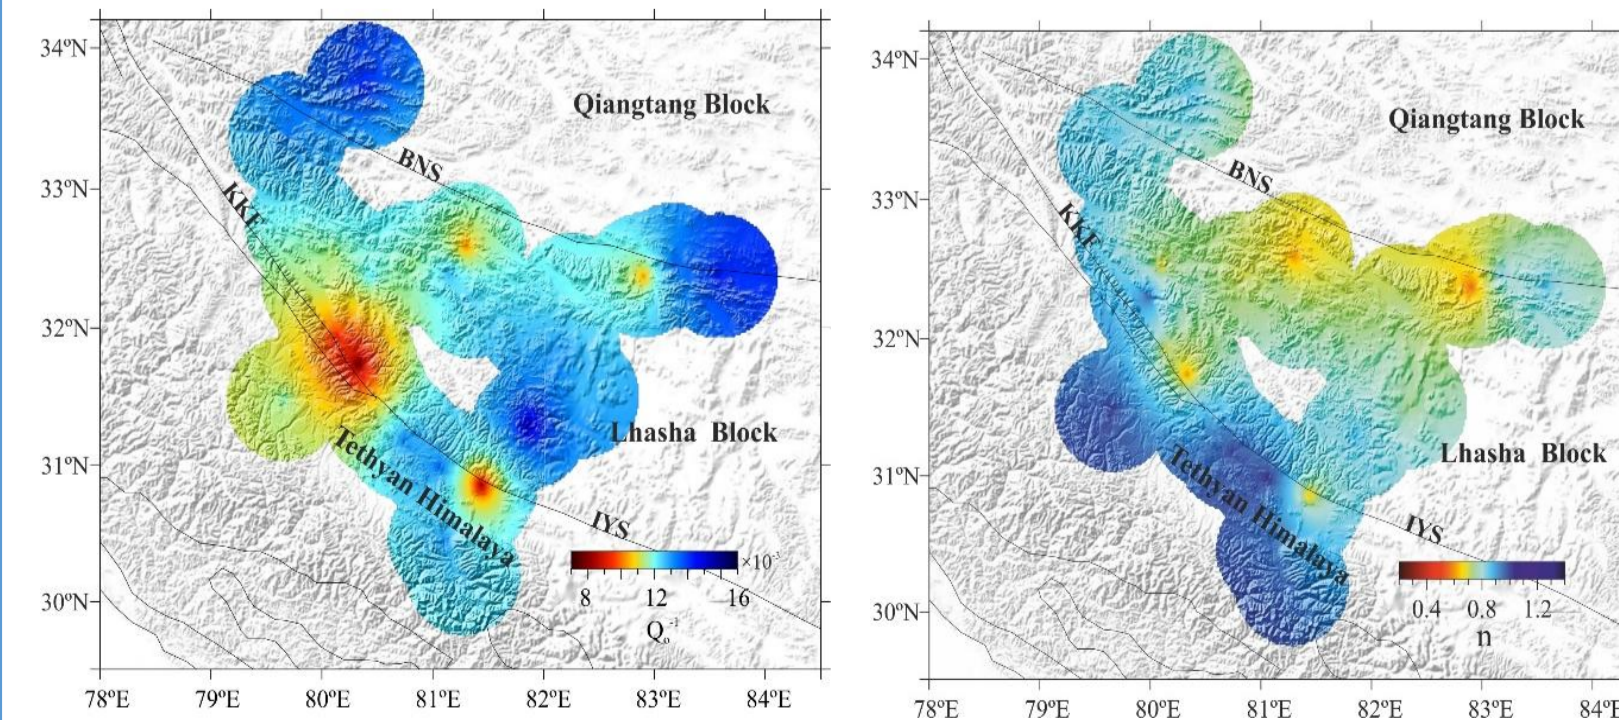 34ºN
33ºN
32ºN
31ºN
30ºN
78ºE
79ºE
80ºE
81ºE
82ºE
83ºE
84ºE
Qiangtang Block
BNS
KKF
Lhasha Block
Tethyan Himalaya
IYS
×10⁻³
8
12
16
Qₒ⁻¹
34ºN
33ºN
32ºN
31ºN
30ºN
78ºE
79ºE
80ºE
81ºE
82ºE
83ºE
84ºE
Qiangtang Block
BNS
KKF
Lhasha Block
Tethyan Himalaya
IYS
0.4
0.8
1.2
n